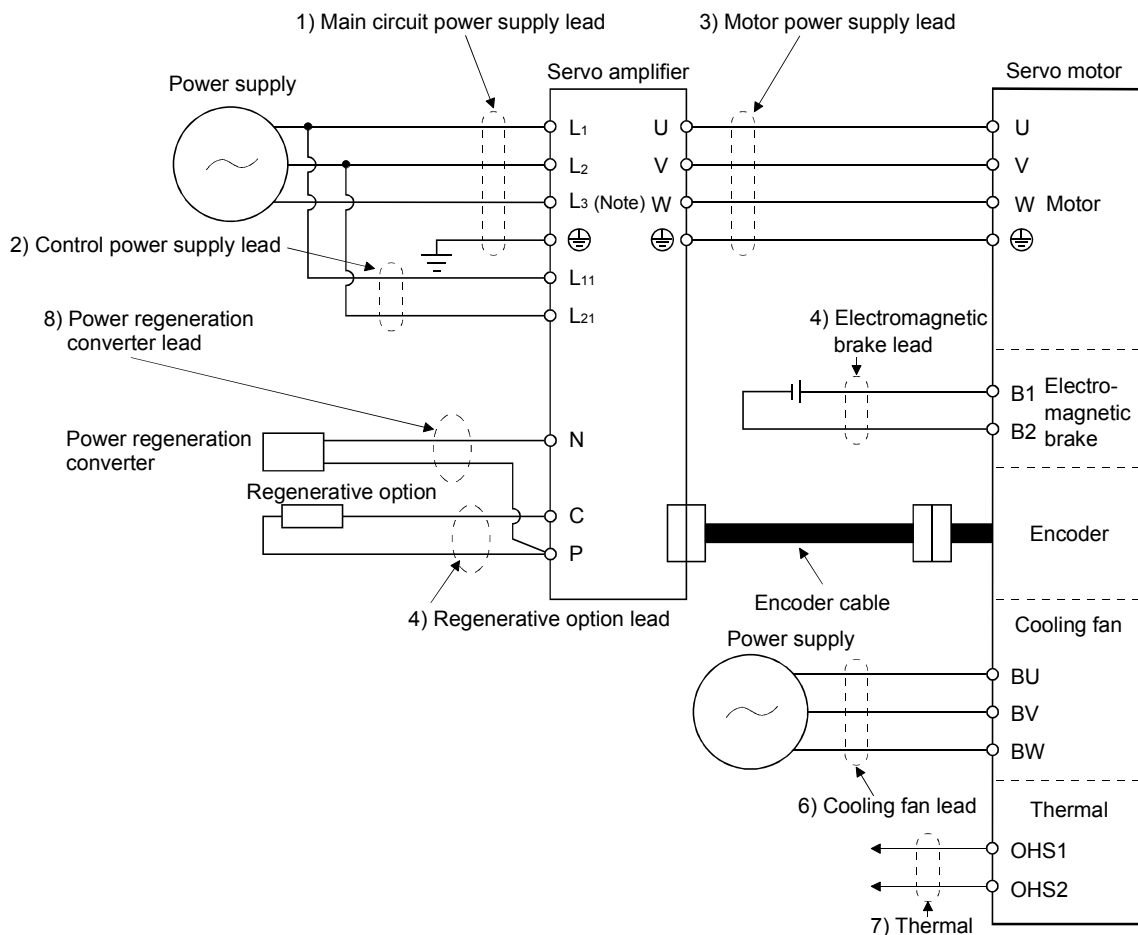 1) Main circuit power supply lead
3) Motor power supply lead
Servo amplifier
Servo motor
Power supply
L1
U
U
L2
V
V
L3 (Note)
W
W
Motor
2) Control power supply lead
L11
8) Power regeneration
converter lead
L21
4) Electromagnetic
brake lead
B1
B2
Electro-
magnetic
brake
Power regeneration
converter
N
Regenerative option
C
P
Encoder
4) Regenerative option lead
Encoder cable
Power supply
Cooling fan
BU
BV
BW
6) Cooling fan lead
Thermal
OHS1
OHS2
7) Thermal